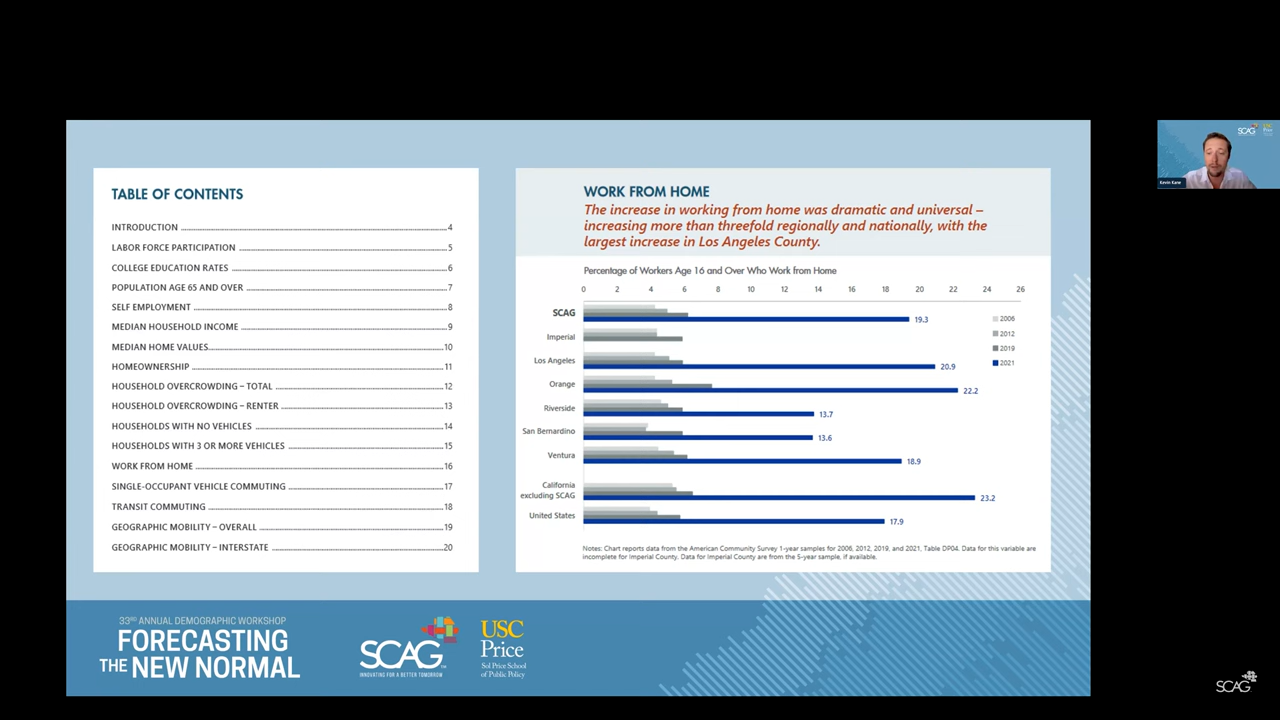 TABLE OF CONTENTS
INTRODUCTION 4
LABOR FORCE PARTICIPATION 5
COLLEGE EDUCATION RATES 6
POPULATION AGE 65 AND OVER 7
SELF EMPLOYMENT 8
MEDIAN HOUSEHOLD INCOME 9
MEDIAN HOME VALUES 10
HOMEOWNERSHIP 11
HOUSEHOLD OVERCROWDING – TOTAL 12
HOUSEHOLD OVERCROWDING – RENTER 13
HOUSEHOLDS WITH NO VEHICLES 14
HOUSEHOLDS WITH 3 OR MORE VEHICLES 15
WORK FROM HOME 16
SINGLE-OCCUPANT VEHICLE COMMUTING 17
TRANSIT COMMUTING 18
GEOGRAPHIC MOBILITY – OVERALL 19
GEOGRAPHIC MOBILITY – INTERSTATE 20
WORK FROM HOME
The increase in working from home was dramatic and universal –
increasing more than threefold regionally and nationally, with the
largest increase in Los Angeles County.
Percentage of Workers Age 16 and Over Who Work from Home
0 2 4 6 8 10 12 14 16 18 20 22 24 26
SCAG 19.3
Imperial
Los Angeles 20.9
Orange 22.2
Riverside 13.7
San Bernardino 13.6
Ventura 18.9
California
excluding SCAG 23.2
United States 17.9
2006
2012
2019
2021
Notes: Chart reports data from the American Community Survey 1-year samples for 2006, 2012, 2019, and 2021, Table DP04. Data for this variable are
incomplete for Imperial County. Data for Imperial County are from the 5-year sample, if available.
33RD ANNUAL DEMOGRAPHIC WORKSHOP
FORECASTING
THE NEW NORMAL
SCAG
INNOVATING FOR A BETTER TOMORROW
USC
Price
Sol Price School
of Public Policy
SCAG
USC
Price
Kevin Kane
SCAG